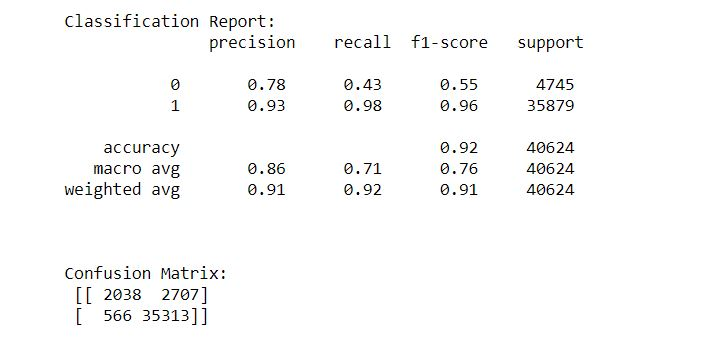 Classification Report:
precision recall f1-score support
0 0.78 0.43 0.55 4745
1 0.93 0.98 0.96 35879
accuracy 0.92 40624
macro avg 0.86 0.71 0.76 40624
weighted avg 0.91 0.92 0.91 40624
Confusion Matrix:
[[ 2038 2707]
[ 566 35313]]